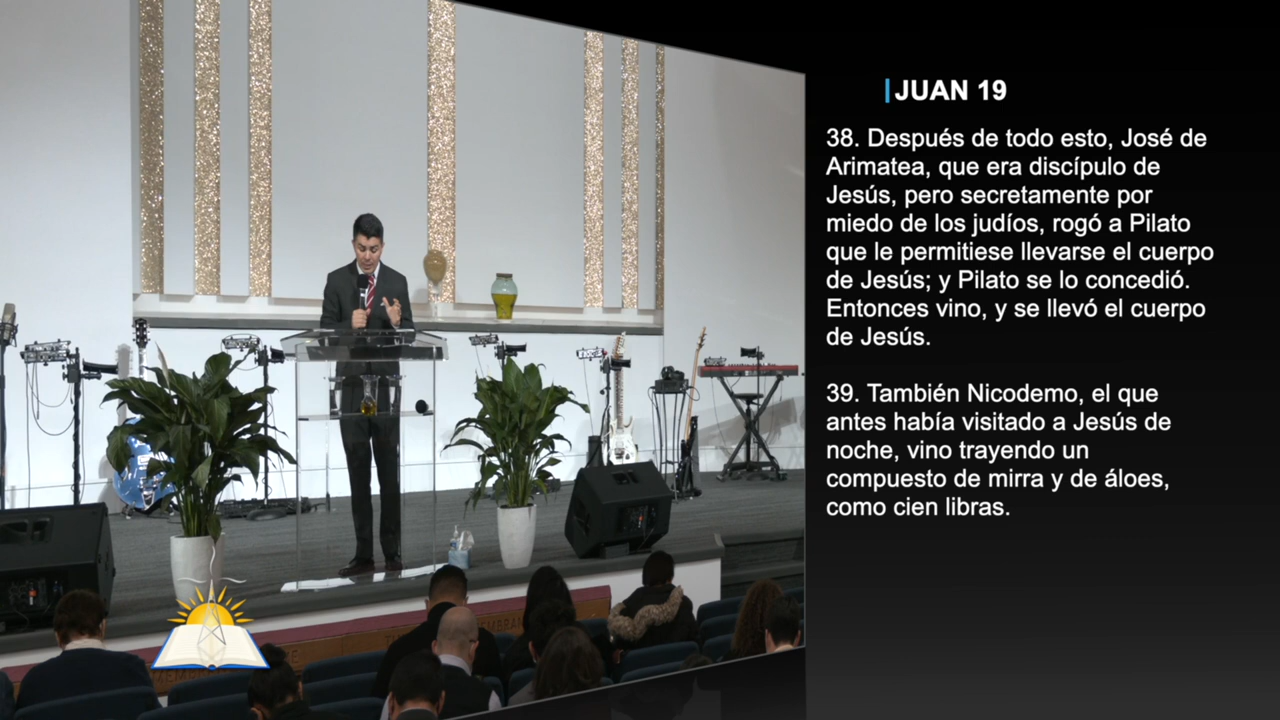 JUAN 19
38. Después de todo esto, José de
Arimatea, que era discípulo de
Jesús, pero secretamente por
miedo de los judíos, rogó a Pilato
que le permitiese llevarse el cuerpo
de Jesús; y Pilato se lo concedió.
Entonces vino, y se llevó el cuerpo
de Jesús.
39. También Nicodemo, el que
antes había visitado a Jesús de
noche, vino trayendo un
compuesto de mirra y de áloes,
como cien libras.